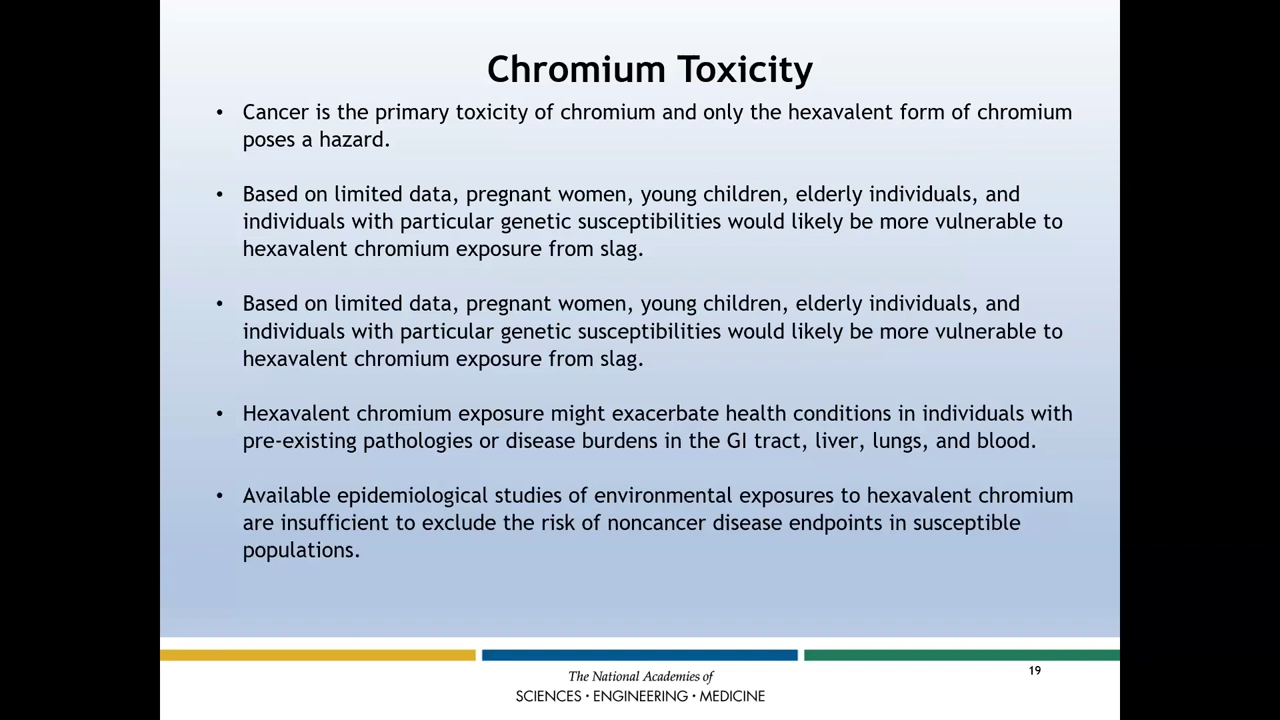 Chromium Toxicity
• Cancer is the primary toxicity of chromium and only the hexavalent form of chromium
poses a hazard.
• Based on limited data, pregnant women, young children, elderly individuals, and
individuals with particular genetic susceptibilities would likely be more vulnerable to
hexavalent chromium exposure from slag.
• Based on limited data, pregnant women, young children, elderly individuals, and
individuals with particular genetic susceptibilities would likely be more vulnerable to
hexavalent chromium exposure from slag.
• Hexavalent chromium exposure might exacerbate health conditions in individuals with
pre-existing pathologies or disease burdens in the GI tract, liver, lungs, and blood.
• Available epidemiological studies of environmental exposures to hexavalent chromium
are insufficient to exclude the risk of noncancer disease endpoints in susceptible
populations.
19
The National Academies of
SCIENCES · ENGINEERING · MEDICINE